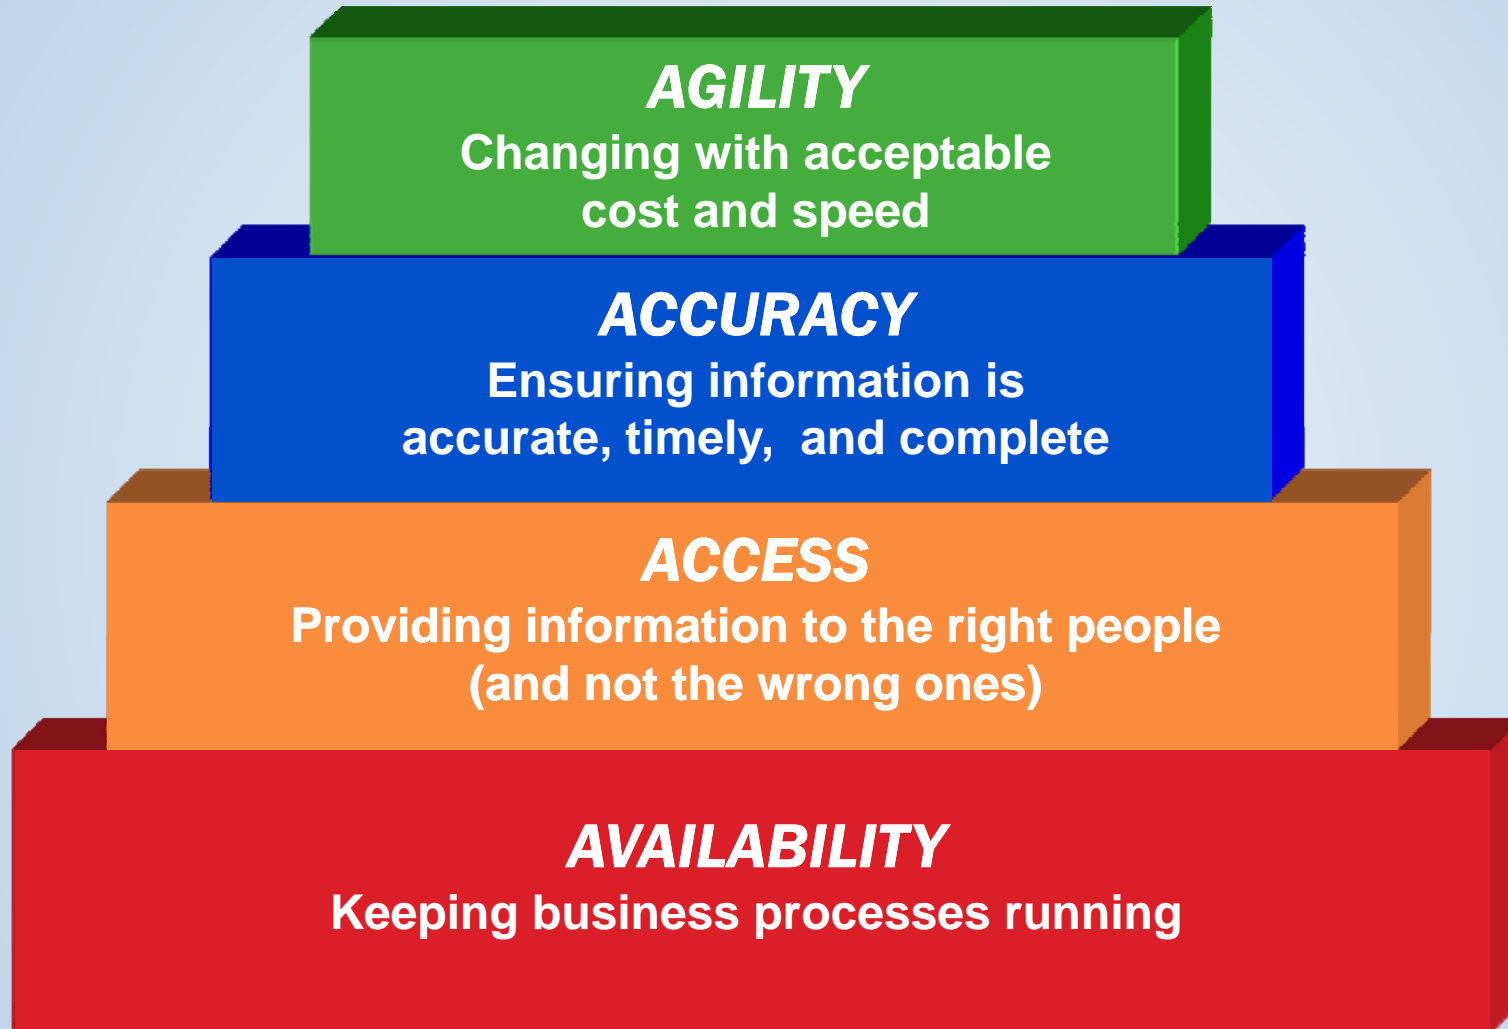 AGILITY
Changing with acceptable
cost and speed
ACCURACY
Ensuring information is
accurate, timely,  and complete
ACCESS
Providing information to the right people
(and not the wrong ones)
AVAILABILITY
Keeping business processes running